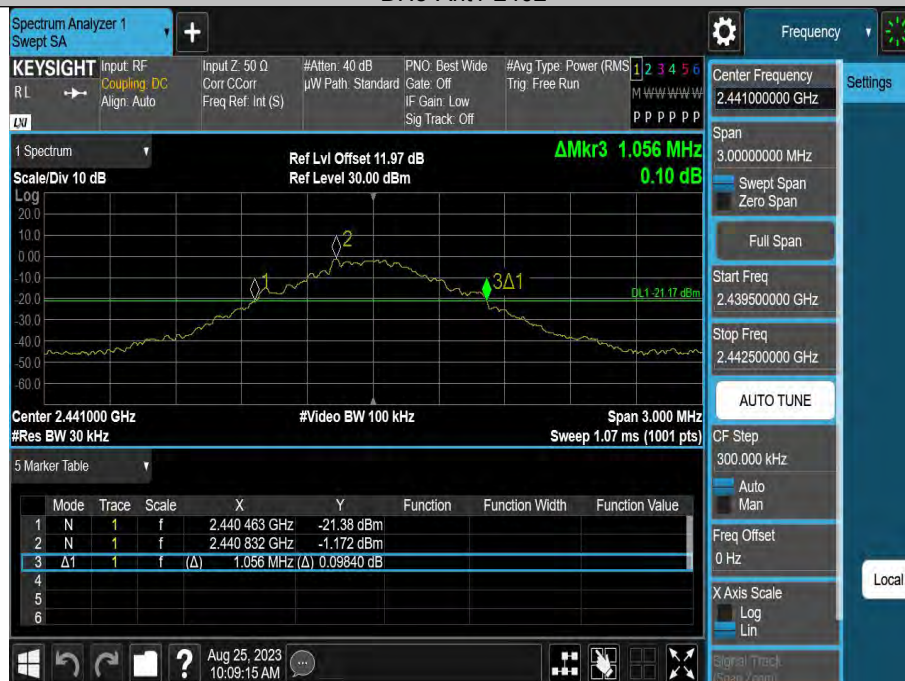 Spectrum Analyzer 1
Swept SA
Frequency
KEYSIGHT
RL
LXI
Input: RF
Coupling: DC
Align: Auto
Input Z: 50 Ω
Corr CCorr
Freq Ref: Int (S)
#Atten: 40 dB
µW Path: Standard
PNO: Best Wide
Gate: Off
IF Gain: Low
Sig Track: Off
#Avg Type: Power (RMS
Trig: Free Run
1 2 3 4 5 6
M W W W W W
P P P P P P
1 Spectrum
Scale/Div 10 dB
Ref Lvl Offset 11.97 dB
Ref Level 30.00 dBm
ΔMkr3 1.056 MHz
0.10 dB
Log
20.0
10.0
0.00
-10.0
-20.0
-30.0
-40.0
-50.0
-60.0
1
2
3Δ1
DL1 -21.17 dBm
Center 2.441000 GHz
#Res BW 30 kHz
#Video BW 100 kHz
Span 3.000 MHz
Sweep 1.07 ms (1001 pts)
5 Marker Table
Mode Trace Scale X Y Function Function Width Function Value
1 N 1 f 2.440 463 GHz -21.38 dBm
2 N 1 f 2.440 832 GHz -1.172 dBm
3 Δ1 1 f (Δ) 1.056 MHz (Δ) 0.09840 dB
4
5
6
Aug 25, 2023
10:09:15 AM
Center Frequency
2.441000000 GHz
Settings
Span
3.00000000 MHz
Swept Span
Zero Span
Full Span
Start Freq
2.439500000 GHz
Stop Freq
2.442500000 GHz
AUTO TUNE
CF Step
300.000 kHz
Auto
Man
Freq Offset
0 Hz
X Axis Scale
Log
Lin
Local
Signal Track
(Span Zoom)